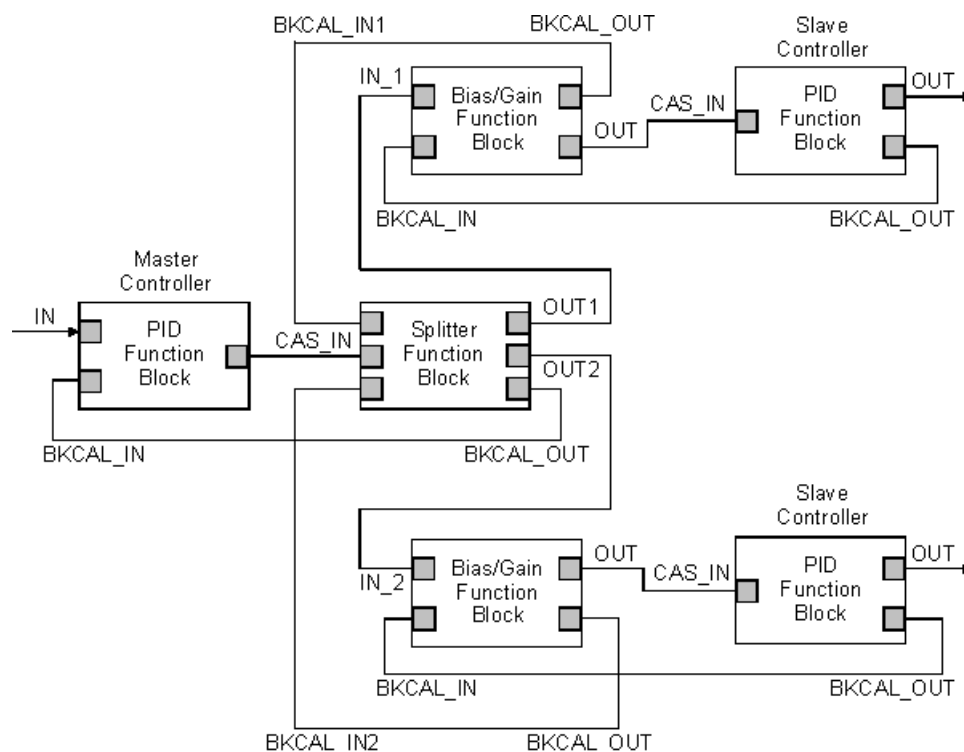 BKCAL_IN1
BKCAL_OUT
Slave
Controller
IN_1
Bias/Gain
Function
Block
OUT
CAS_IN
PID
Function
Block
OUT
BKCAL_IN
BKCAL_OUT
Master
Controller
IN
PID
Function
Block
CAS_IN
Splitter
Function
Block
OUT1
OUT2
BKCAL_IN
BKCAL_OUT
Slave
Controller
IN_2
Bias/Gain
Function
Block
OUT
CAS_IN
PID
Function
Block
OUT
BKCAL_IN
BKCAL_OUT
BKCAL_IN2
BKCAL_OUT